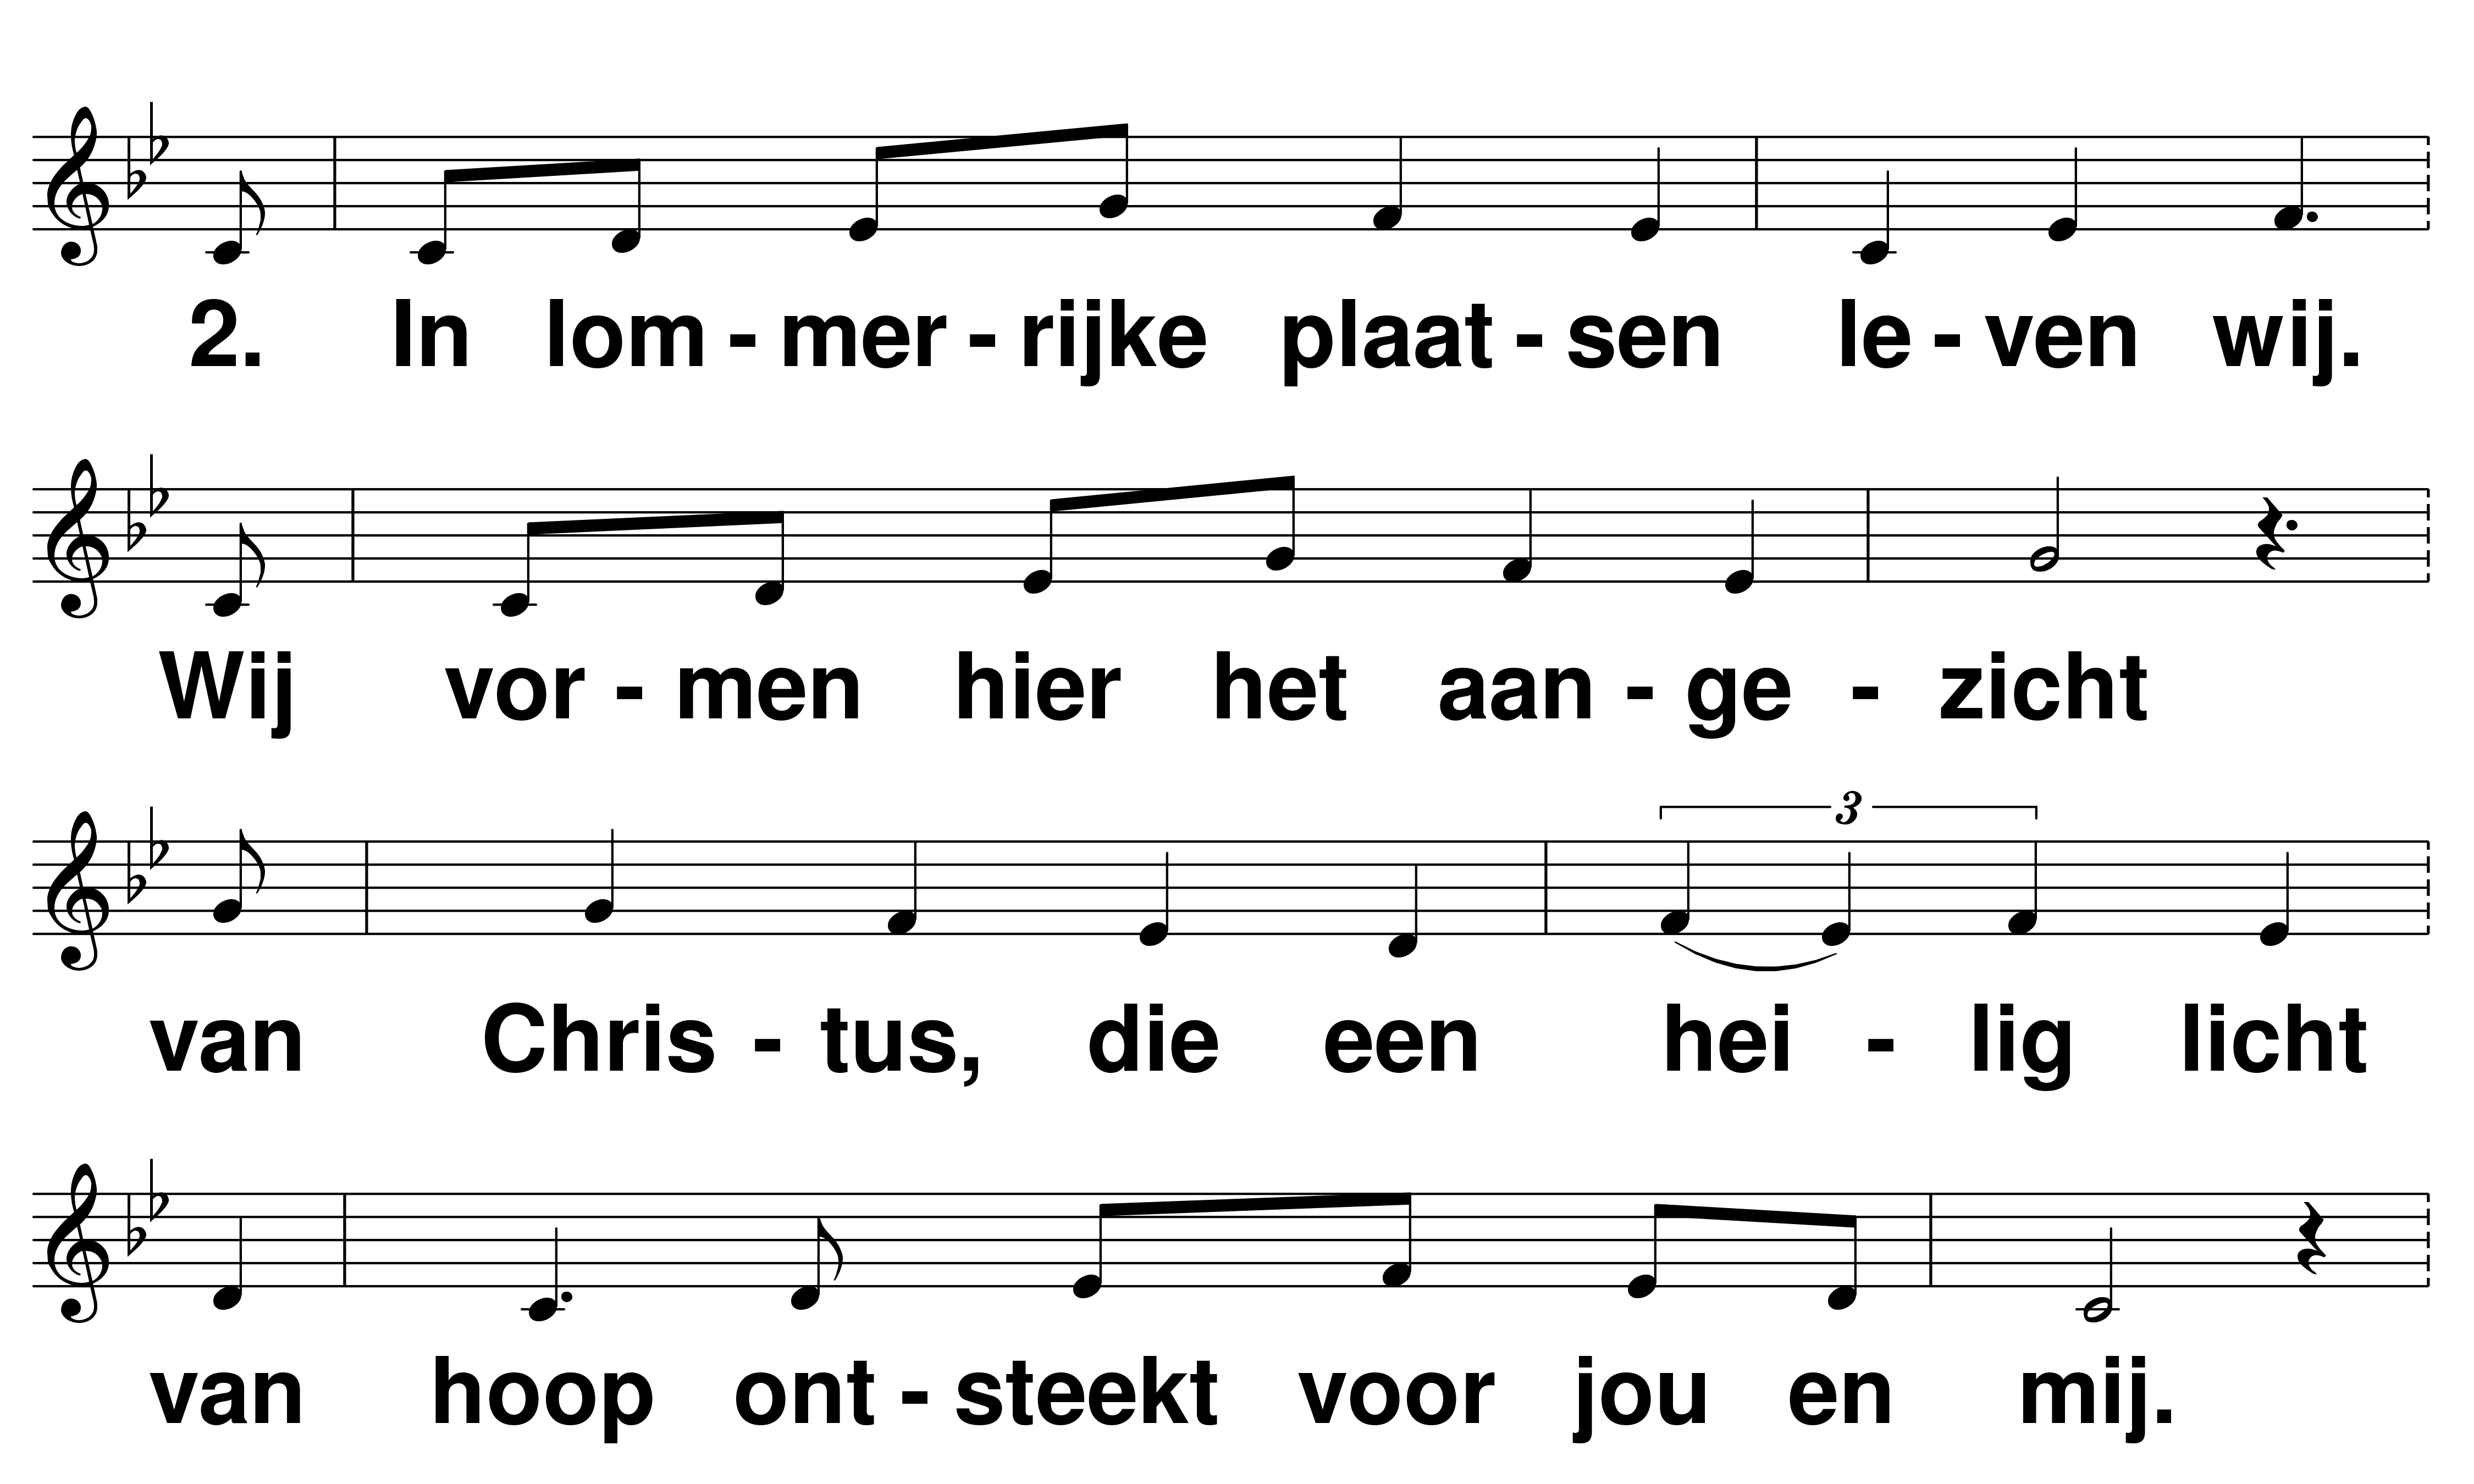 2. In lom - mer - rijke plaat - sen le - ven wij.
Wij vor - men hier het aan - ge - zicht
3
van Chris - tus, die een hei - lig licht
van hoop ont - steekt voor jou en mij.